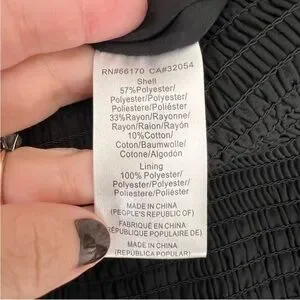 RN#66170 CA#32054
Shell
57% Polyester/
Polyester/Polyester/
Poliestere/Poliéster
33%Rayon/Rayonne/
Rayon/Raion/Rayón
10%Cotton/
Coton/Baumwolle/
Cotone/Algodon
Lining
100% Polyester/
Polyester/Polyester/
Poliestere/Poliéster
MADE IN CHINA
(PEOPLE'S REPUBLIC OF)
FABRIQUÉ EN CHINA
(RÉPUBLIQUE POPULAIRE DE)
MADE IN CHINA
(REPÚBLICA POPULAR)